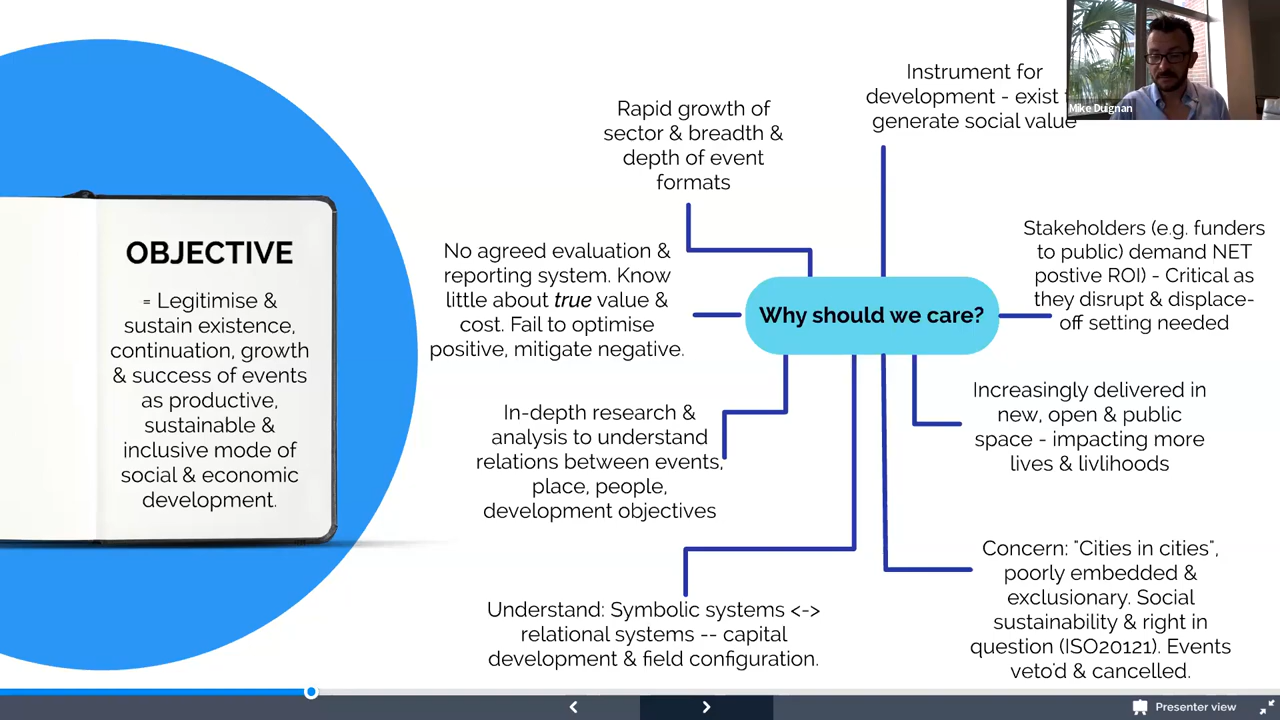 OBJECTIVE
= Legitimise &
sustain existence,
continuation, growth
& success of events
as productive,
sustainable &
inclusive mode of
social & economic
development.
Rapid growth of
sector & breadth &
depth of event
formats
Instrument for
development - exist
generate social value
Mike Duignan
No agreed evaluation &
reporting system. Know
little about true value &
cost. Fail to optimise
positive, mitigate negative.
Why should we care?
Stakeholders (e.g. funders
to public) demand NET
postive ROI) - Critical as
they disrupt & displace-
off setting needed
In-depth research &
analysis to understand
relations between events,
place, people,
development objectives
Increasingly delivered in
new, open & public
space - impacting more
lives & livlihoods
Understand: Symbolic systems <->
relational systems -- capital
development & field configuration.
Concern: "Cities in cities",
poorly embedded &
exclusionary. Social
sustainability & right in
question (ISO20121). Events
veto'd & cancelled.
Presenter view